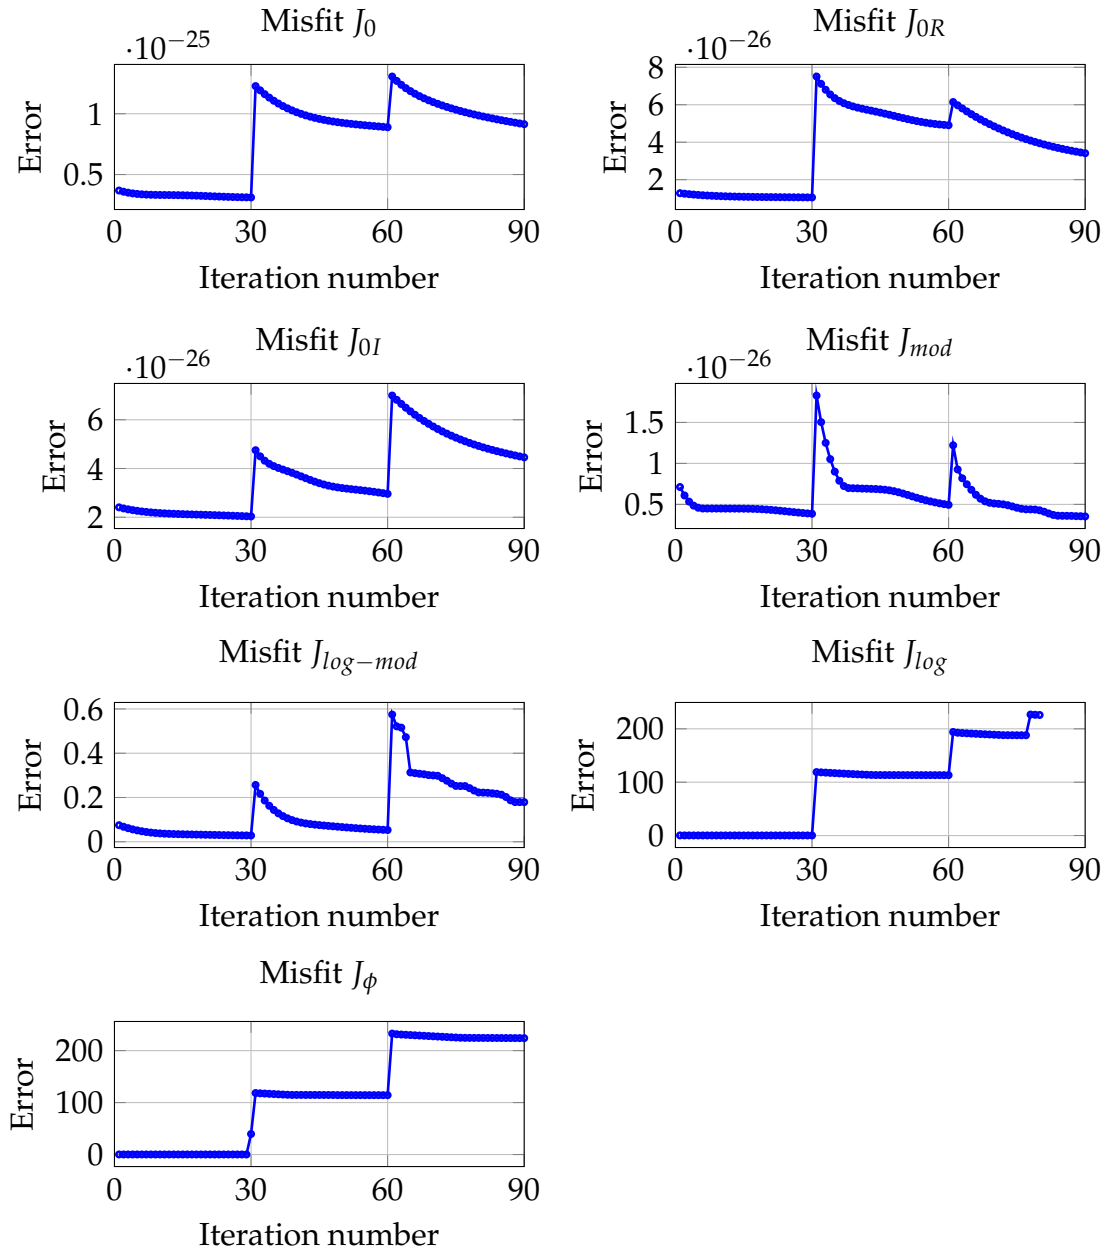 Misfit J0
·10−25
Error
1
0.5
0 30 60 90
Iteration number
Misfit J0R
·10−26
Error
8
6
4
2
0 30 60 90
Iteration number
Misfit J0I
·10−26
Error
6
4
2
0 30 60 90
Iteration number
Misfit Jmod
·10−26
Error
1.5
1
0.5
0 30 60 90
Iteration number
Misfit Jlog−mod
Error
0.6
0.4
0.2
0
0 30 60 90
Iteration number
Misfit Jlog
Error
200
100
0
0 30 60 90
Iteration number
Misfit Jϕ
Error
200
100
0
0 30 60 90
Iteration number